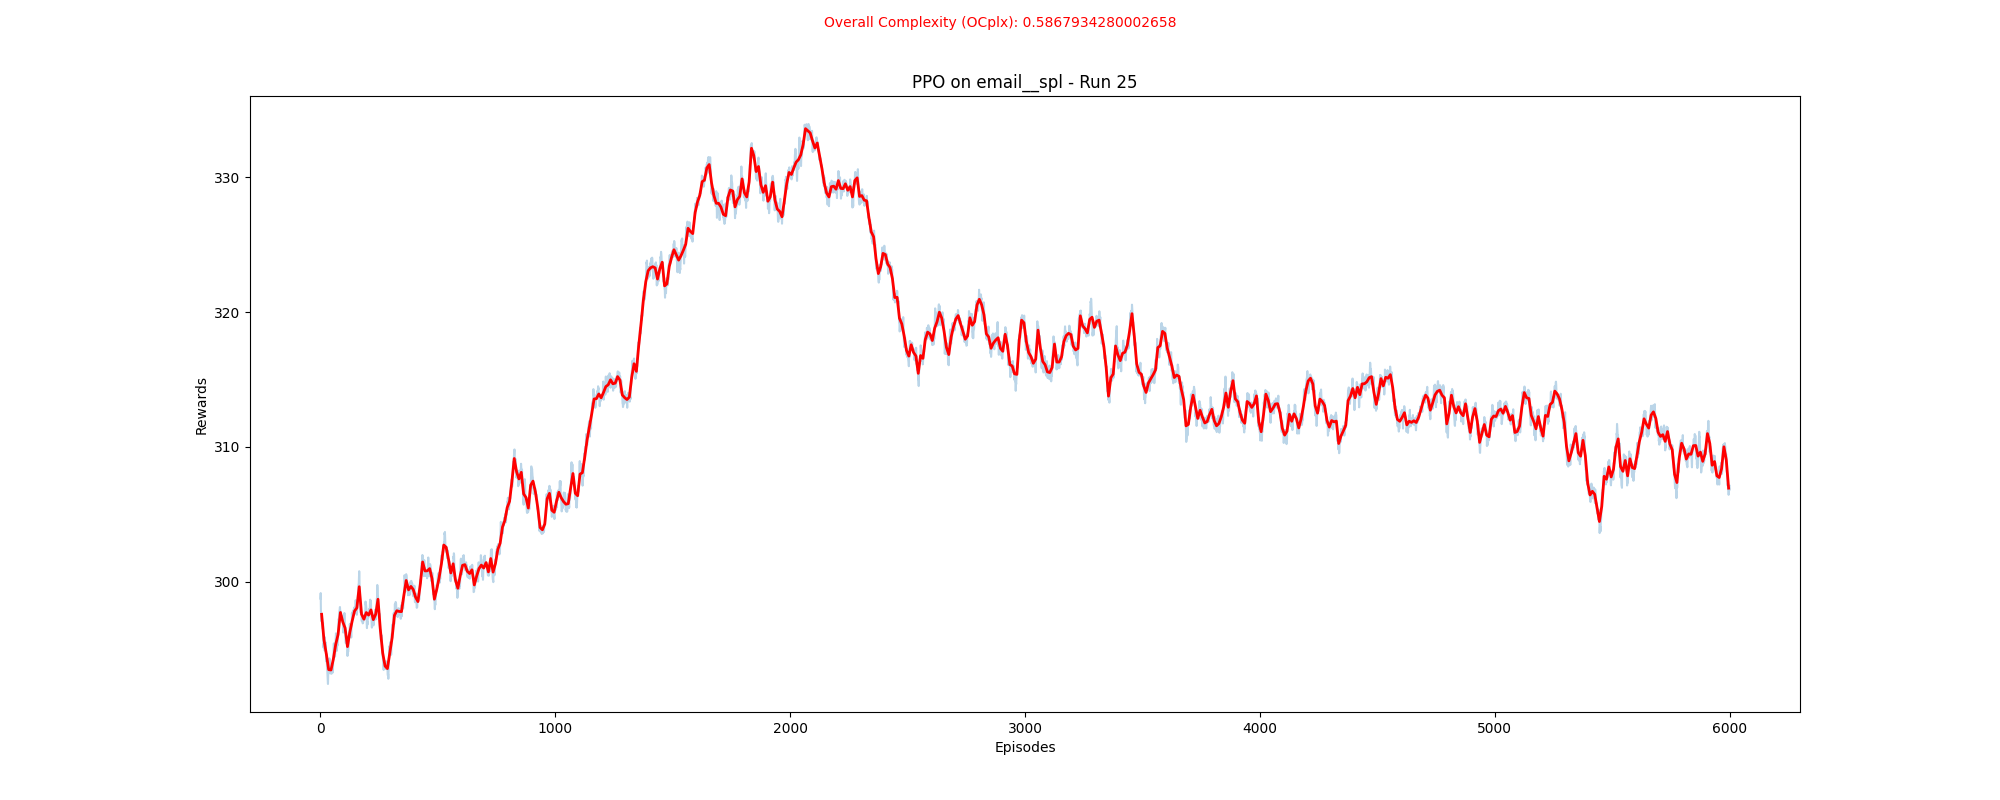 Overall Complexity (OCplx): 0.5867934280002658
PPO on email__spl - Run 25
Rewards
330
320
310
300
0 1000 2000 3000 4000 5000 6000
Episodes